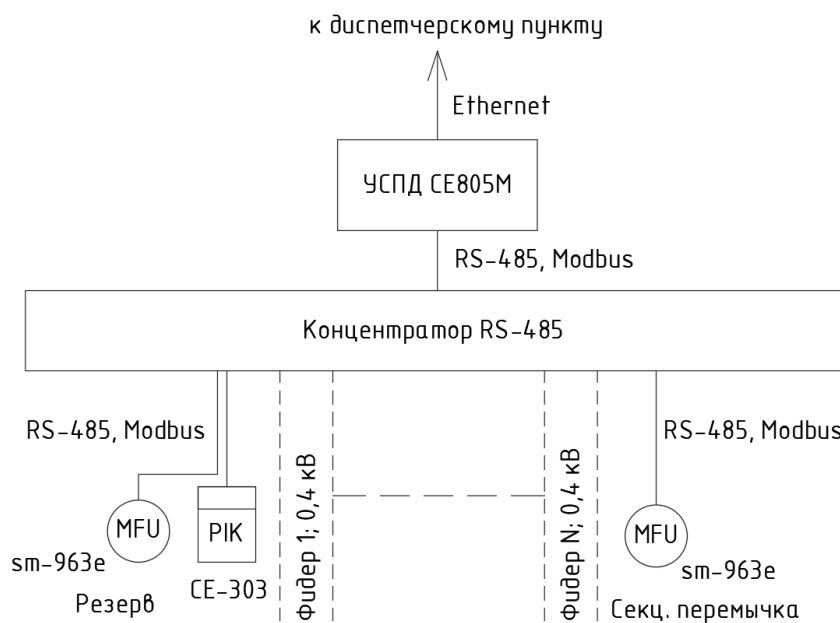 к диспетчерскому пункту
Ethernet
УСПД CE805M
RS-485, Modbus
Концентратор RS-485
RS-485, Modbus
RS-485, Modbus
MFU
PIK
Фидер 1; 0,4 кВ
Фидер N; 0,4 кВ
MFU
sm-963e
CE-303
sm-963e
Резерв
Секц. перемычка